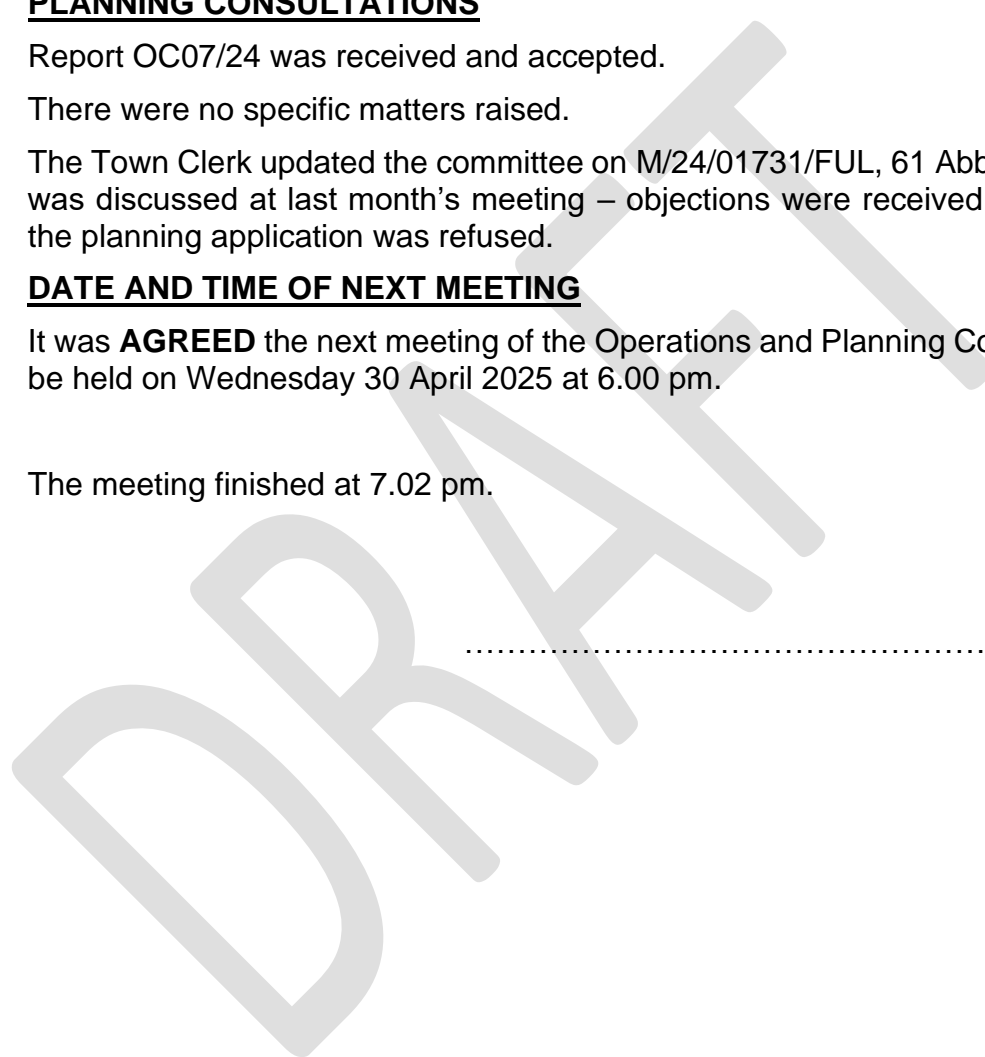 PLANNING CONSULTATIONS
Report OC07/24 was received and accepted.
There were no specific matters raised.
The Town Clerk updated the committee on M/24/01731/FUL, 61
was discussed at last month’s meeting – objections were received
the planning application was refused.
DATE AND TIME OF NEXT MEETING
It was AGREED the next meeting of the Operations and Planning
be held on Wednesday 30 April 2025 at 6.00 pm.
The meeting finished at 7.02 pm.
……………………………………………
DRAFT